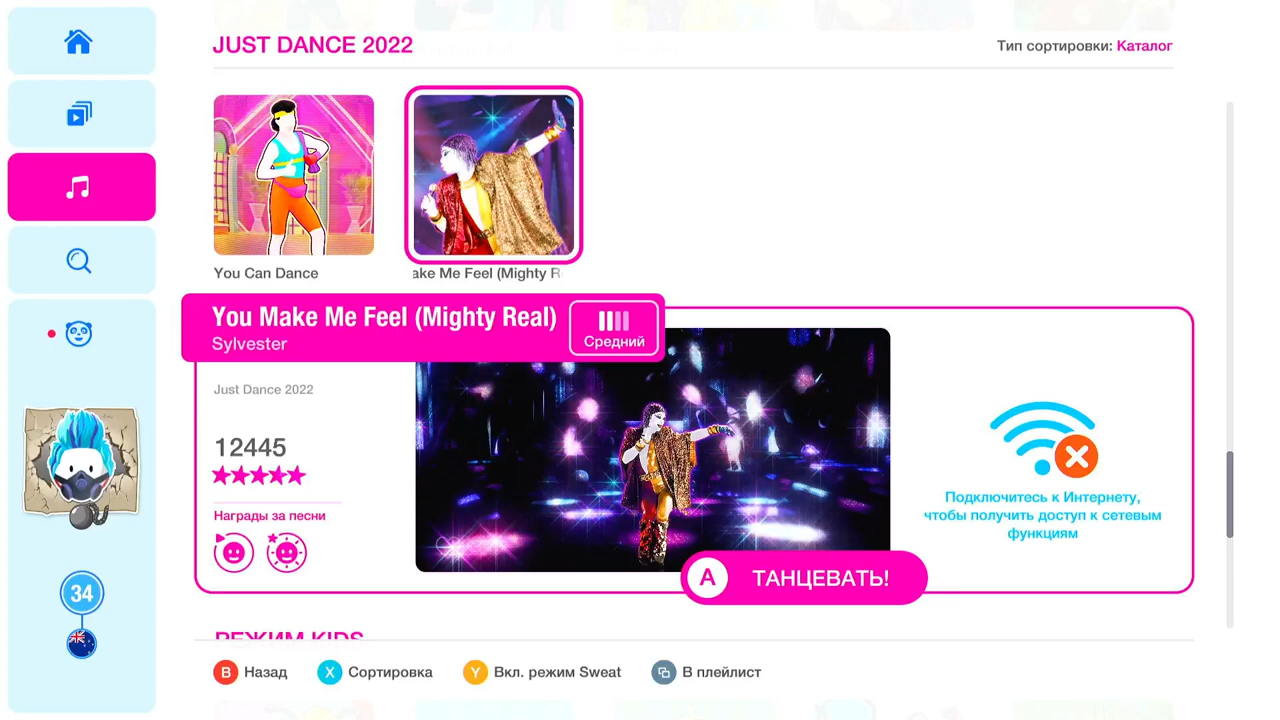 JUST DANCE 2022
Тип сортировки: Каталог
You Can Dance
ake Me Feel (Mighty R
You Make Me Feel (Mighty Real)
Sylvester
Средний
Just Dance 2022
12445
Награды за песни
Подключитесь к Интернету,
чтобы получить доступ к сетевым
функциям
A ТАНЦЕВАТЬ!
34
РЕЖИМ KIDS
B Назад
X Сортировка
Y Вкл. режим Sweat
В плейлист